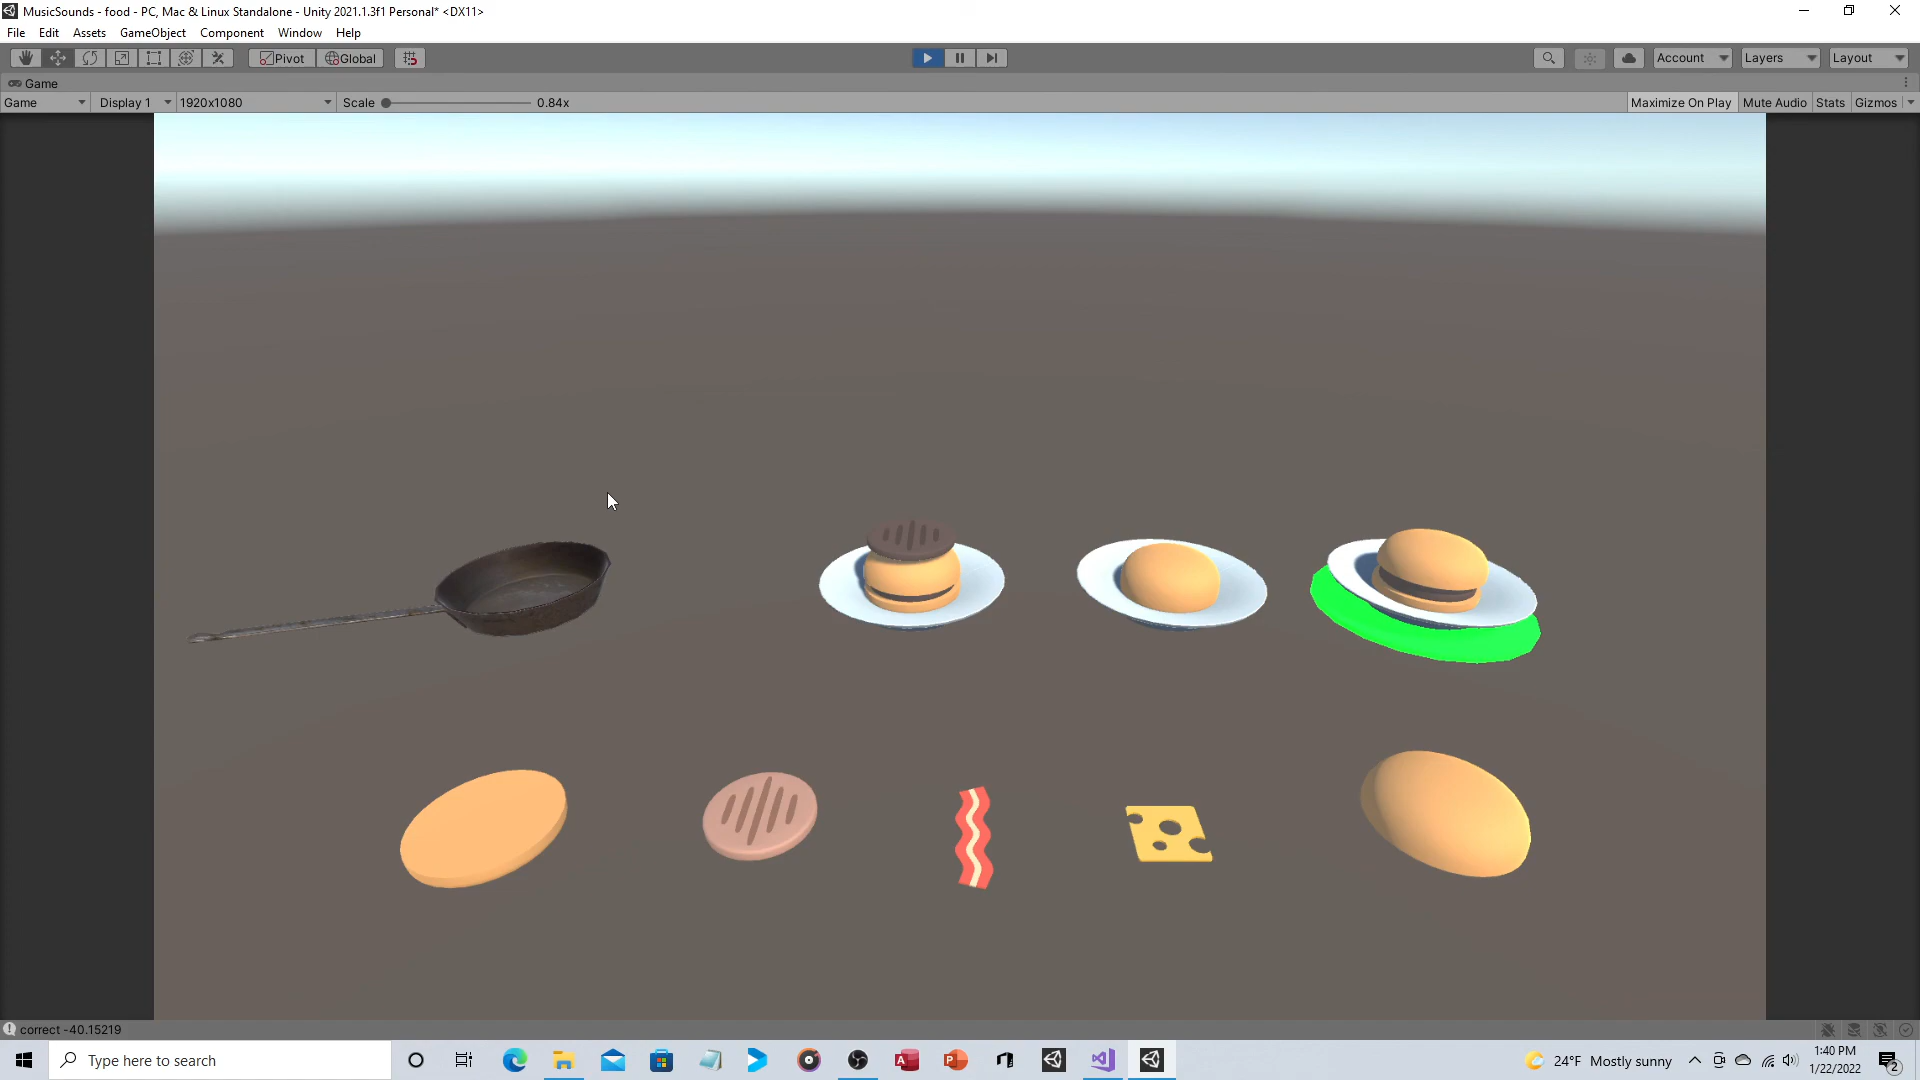 MusicSounds - food - PC, Mac & Linux Standalone - Unity 2021.1.3f1 Personal* <DX11>
File Edit Assets GameObject Component Window Help
Pivot Global Account Layers Layout
Game
Game Display 1 1920x1080 Scale 0.84x Maximize On Play Mute Audio Stats Gizmos
correct -40.15219
Type here to search 24°F Mostly sunny 1:40 PM
1/22/2022 2